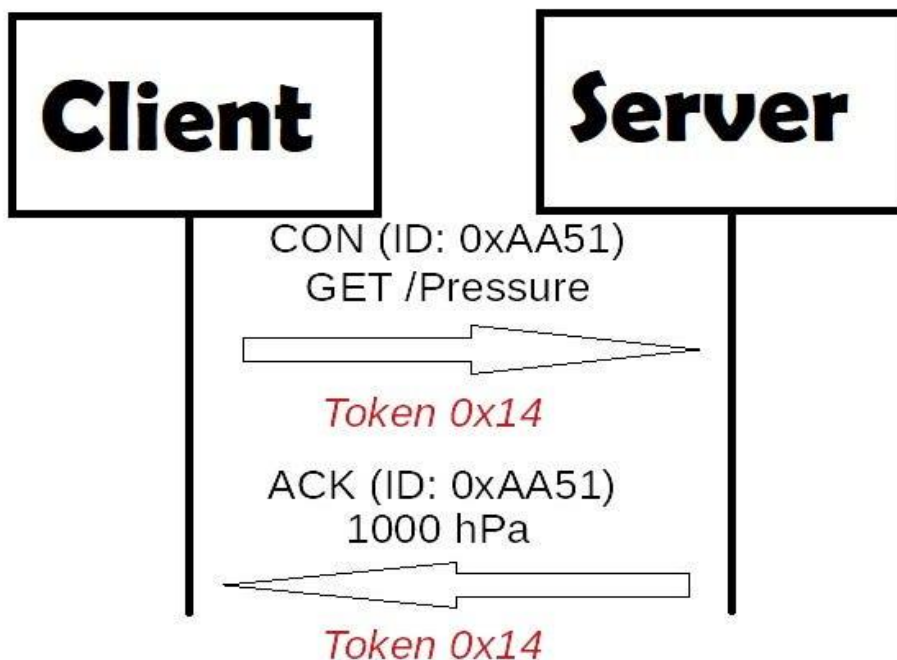 Client
Server
CON (ID: 0xAA51)
GET /Pressure
Token 0x14
ACK (ID: 0xAA51)
1000 hPa
Token 0x14